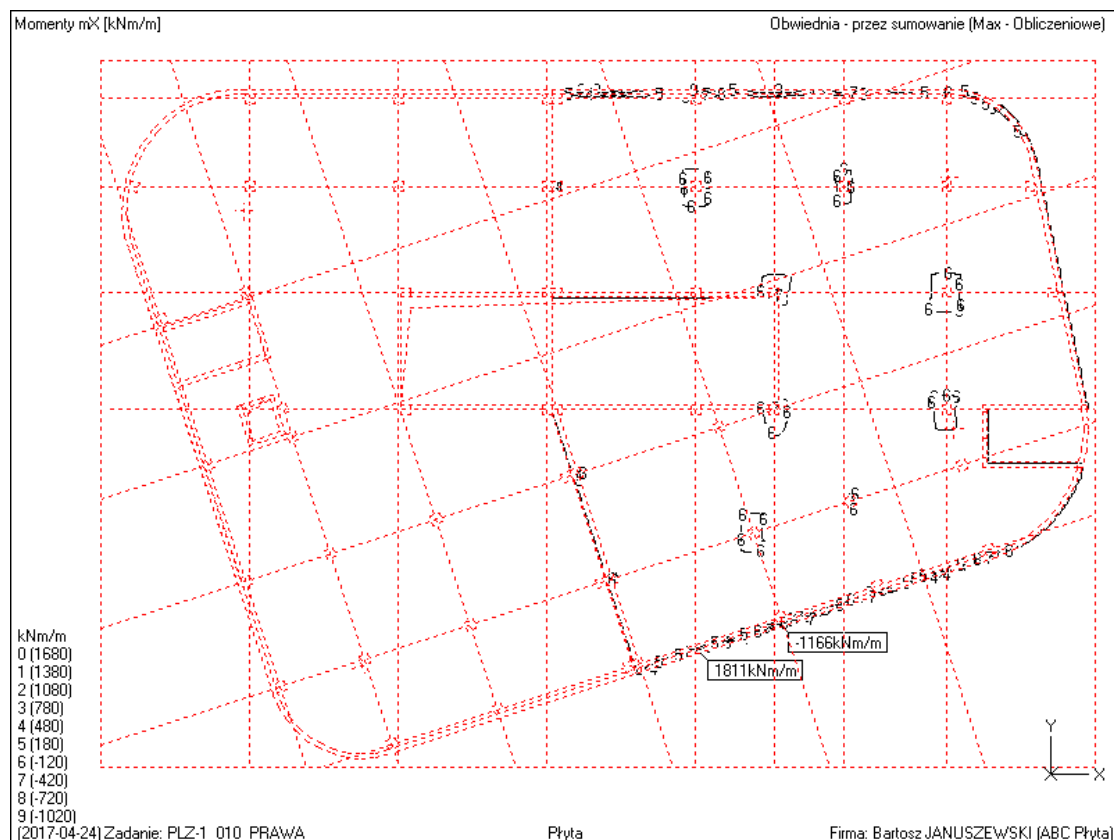 Momenty mX [kNm/m]
Obwiednia - przez sumowanie (Max - Obliczeniowe)
-1166kNm/m
1811kNm/m
kNm/m
0 (1680)
1 (1380)
2 (1080)
3 (780)
4 (480)
5 (180)
6 (-120)
7 (-420)
8 (-720)
9 (-1020)
Y
X
(2017-04-24) Zadanie: PLZ-1_010_PRAWA
Płyta
Firma: Bartosz JANUSZEWSKI (ABC Płyta)